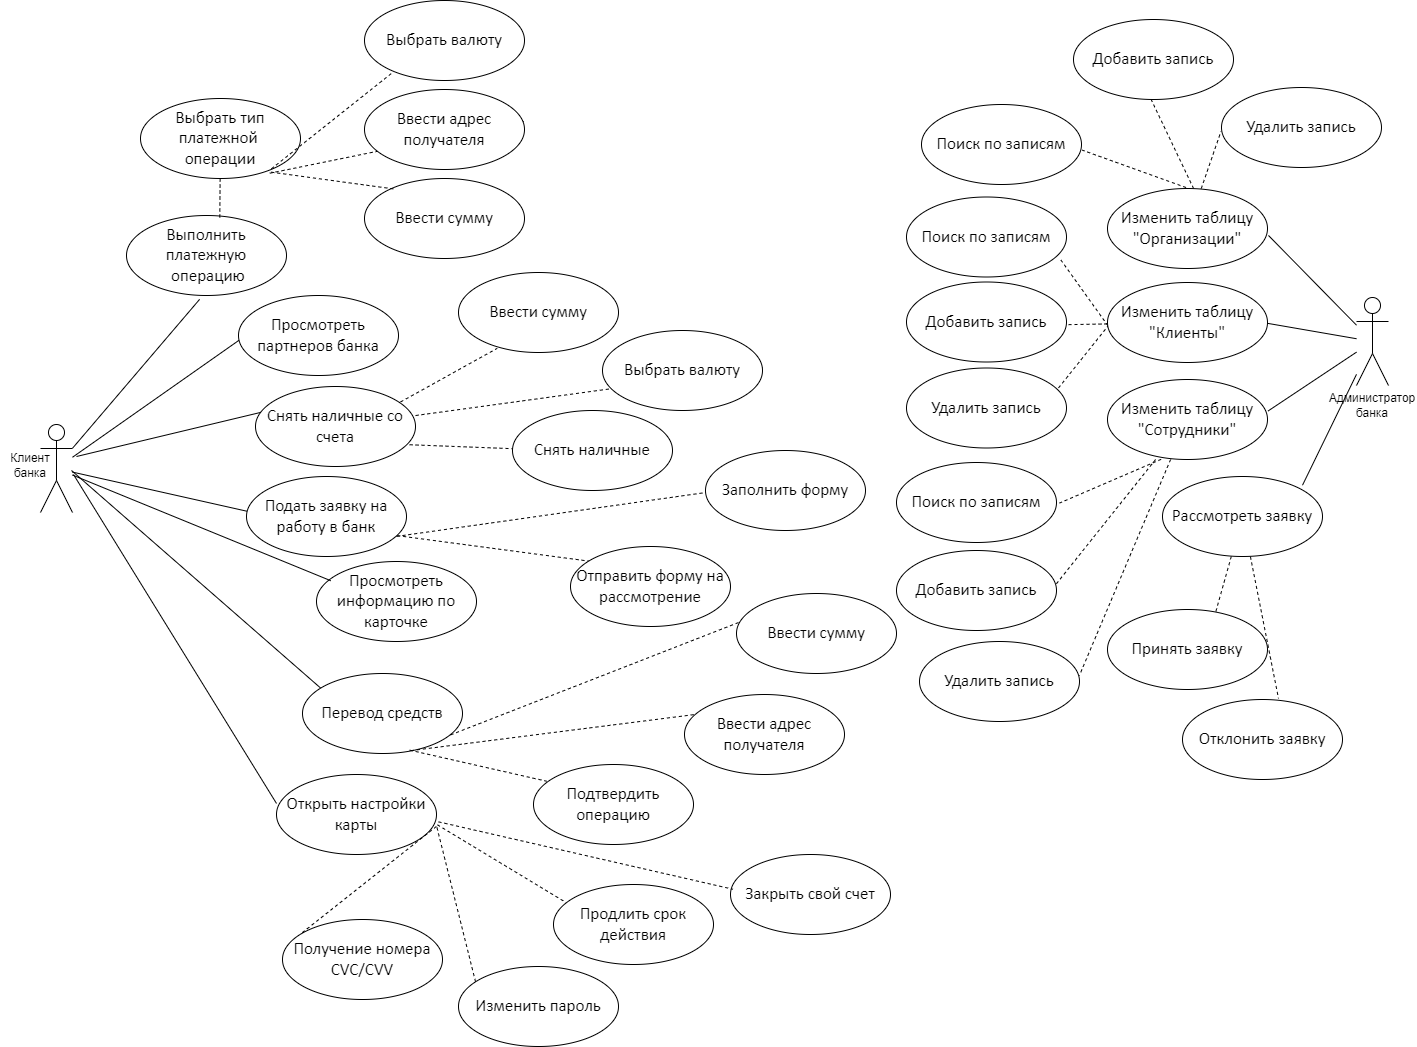 Выбрать валюту
Выбрать тип
платежной
операции
Ввести адрес
получателя
Ввести сумму
Выполнить
платежную
операцию
Просмотреть
партнеров банка
Ввести сумму
Выбрать валюту
Снять наличные со
счета
Снять наличные
Клиент
банка
Подать заявку на
работу в банк
Заполнить форму
Отправить форму на
рассмотрение
Просмотреть
информацию по
карточке
Ввести сумму
Перевод средств
Ввести адрес
получателя
Подтвердить
операцию
Открыть настройки
карты
Закрыть свой счет
Продлить срок
действия
Получение номера
CVC/CVV
Изменить пароль
Добавить запись
Удалить запись
Поиск по записям
Изменить таблицу
"Организации"
Поиск по записям
Добавить запись
Изменить таблицу
"Клиенты"
Удалить запись
Администратор
банка
Изменить таблицу
"Сотрудники"
Поиск по записям
Рассмотреть заявку
Добавить запись
Удалить запись
Принять заявку
Отклонить заявку